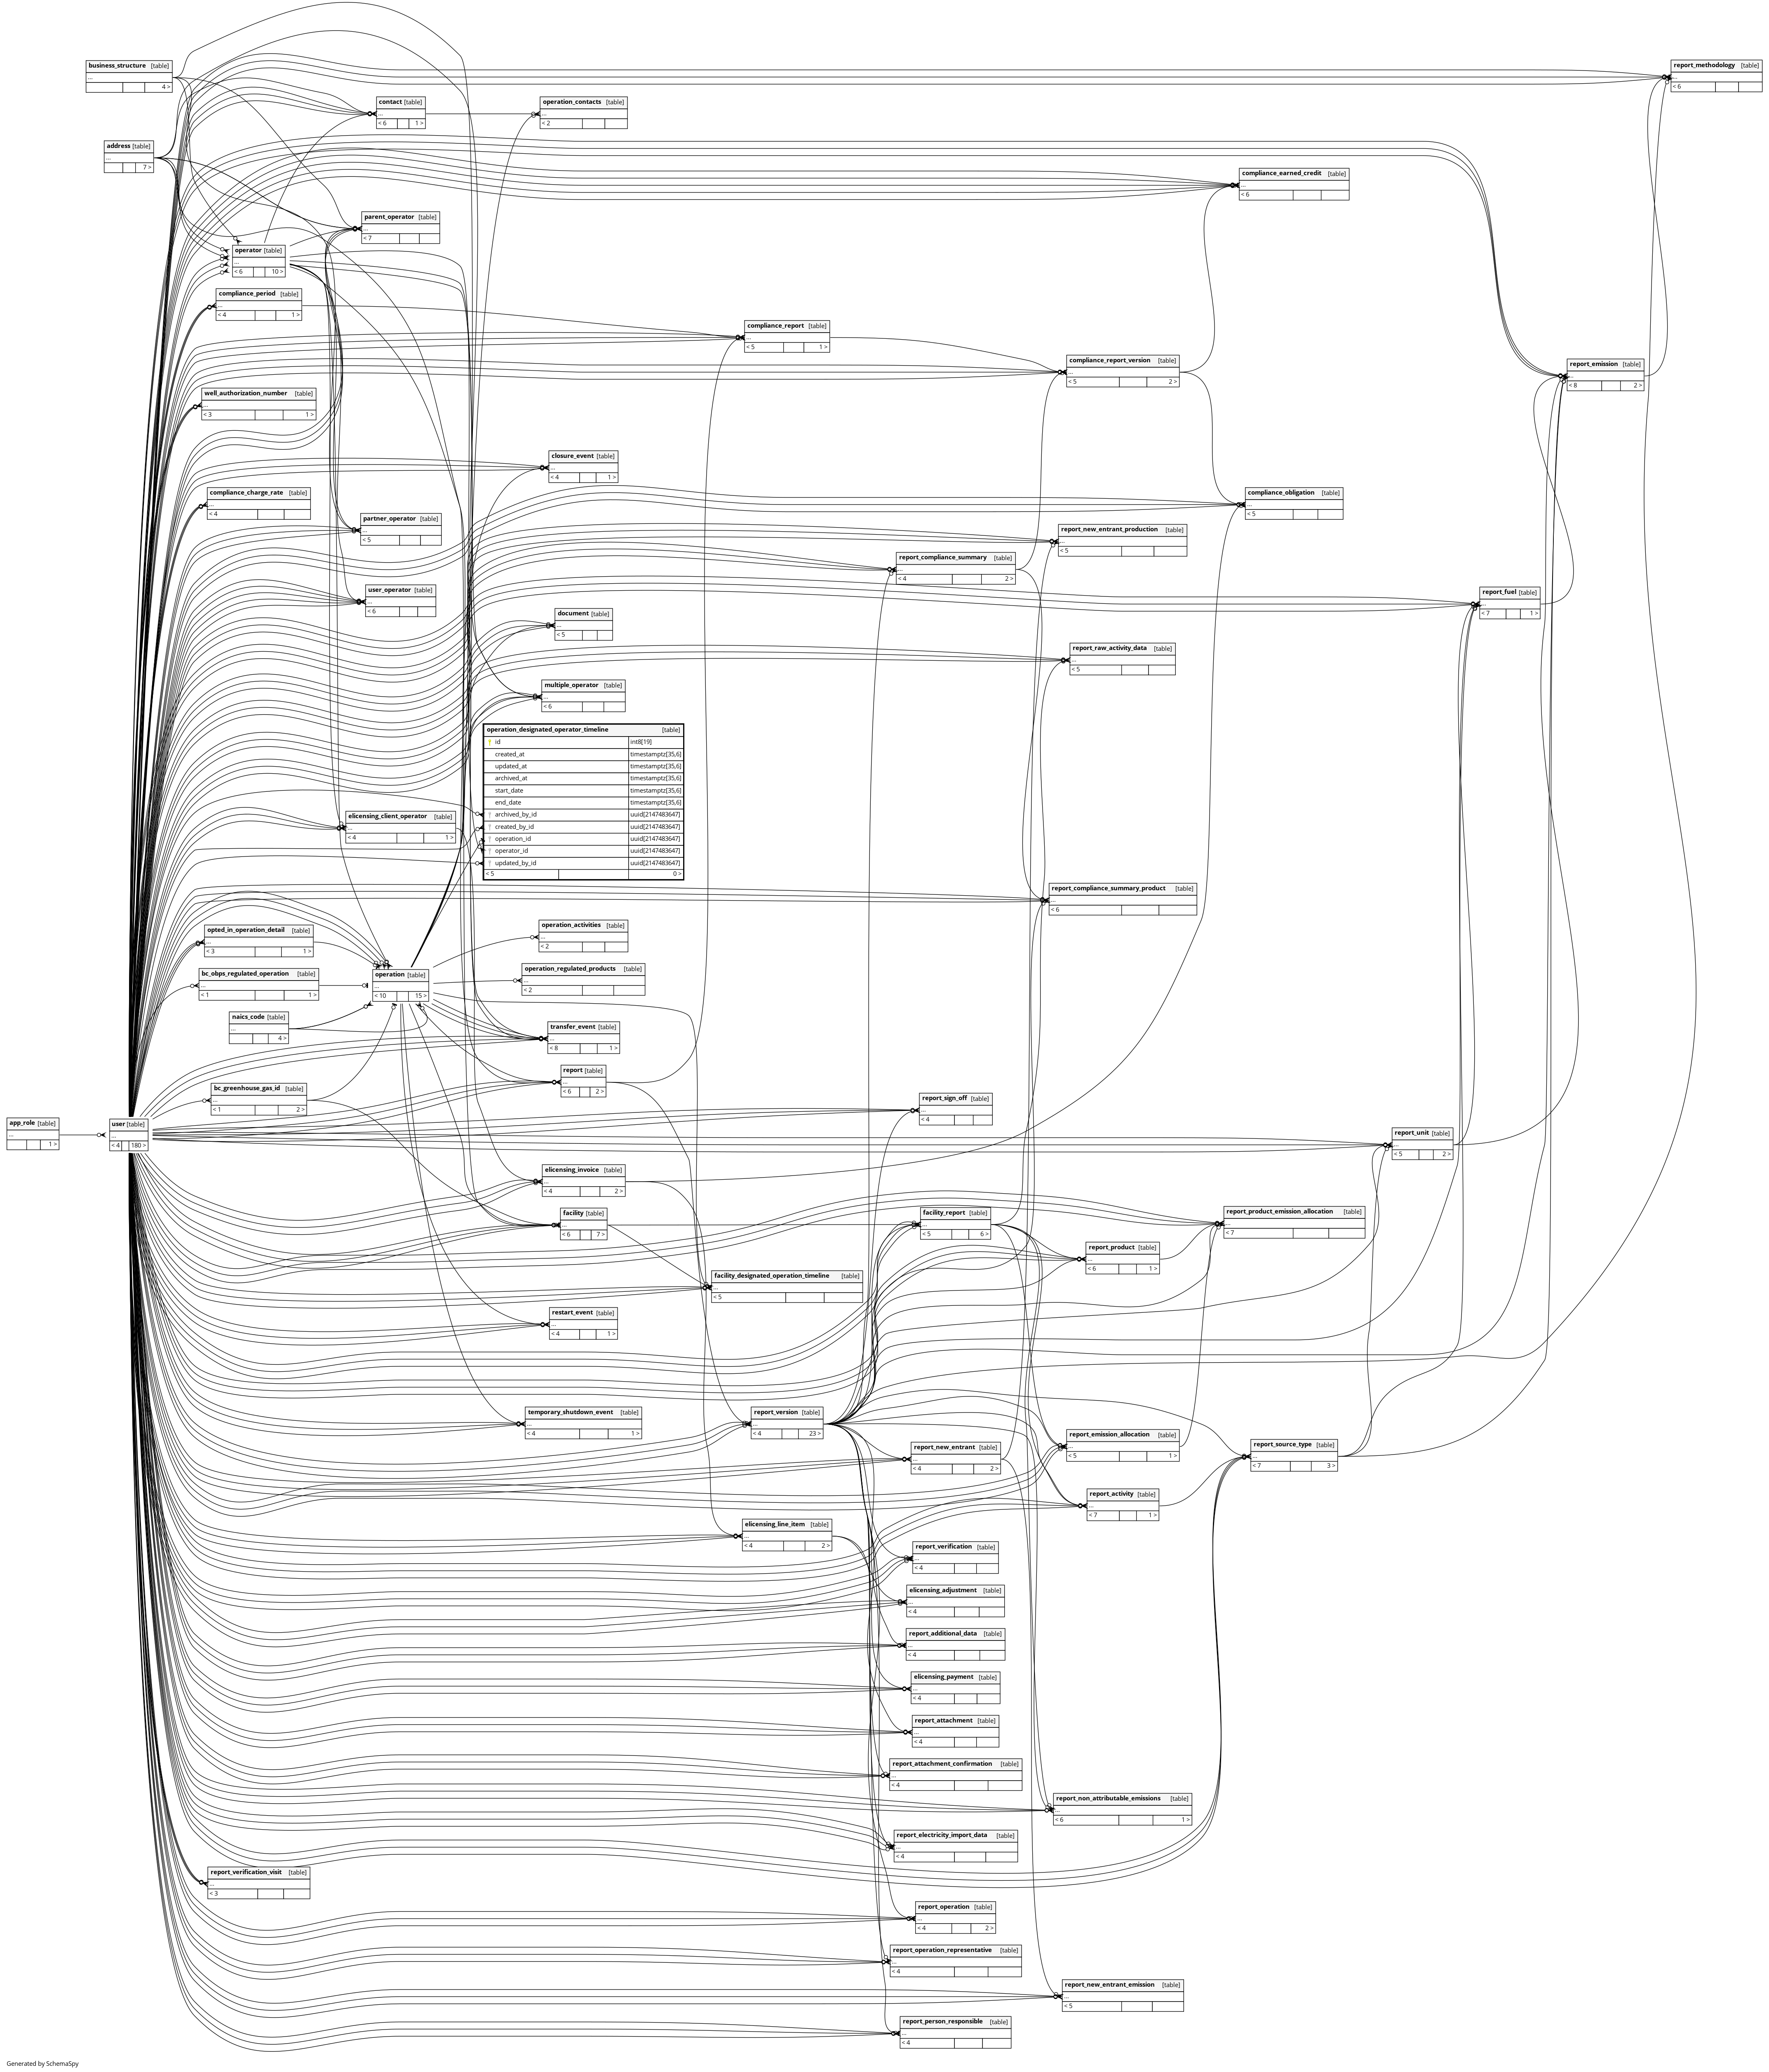 business_structure [table]
...
4 >
report_methodology [table]
...
< 6
contact [table]
...
< 6 1 >
operation_contacts [table]
...
< 2
address [table]
...
7 >
compliance_earned_credit [table]
...
< 6
parent_operator [table]
...
< 7
operator [table]
...
< 6 10 >
compliance_period [table]
...
< 4 1 >
compliance_report [table]
...
< 5 1 >
compliance_report_version [table]
...
< 5 2 >
report_emission [table]
...
< 8 2 >
well_authorization_number [table]
...
< 3 1 >
closure_event [table]
...
< 4 1 >
compliance_charge_rate [table]
...
< 4
compliance_obligation [table]
...
< 5
partner_operator [table]
...
< 5
report_new_entrant_production [table]
...
< 5
report_compliance_summary [table]
...
< 4 2 >
user_operator [table]
...
< 6
report_fuel [table]
...
< 7 1 >
document [table]
...
< 5
report_raw_activity_data [table]
...
< 5
multiple_operator [table]
...
< 6
operation_designated_operator_timeline [table]
id int8[19]
created_at timestamptz[35,6]
updated_at timestamptz[35,6]
archived_at timestamptz[35,6]
start_date timestamptz[35,6]
end_date timestamptz[35,6]
archived_by_id uuid[2147483647]
created_by_id uuid[2147483647]
operation_id uuid[2147483647]
operator_id uuid[2147483647]
updated_by_id uuid[2147483647]
< 5 0 >
elicensing_client_operator [table]
...
< 4 1 >
report_compliance_summary_product [table]
...
< 6
opted_in_operation_detail [table]
...
< 3 1 >
operation_activities [table]
...
< 2
bc_obps_regulated_operation [table]
...
< 1 1 >
operation [table]
...
< 10 15 >
operation_regulated_products [table]
...
< 2
naics_code [table]
...
4 >
transfer_event [table]
...
< 8 1 >
report [table]
...
< 6 2 >
bc_greenhouse_gas_id [table]
...
< 1 2 >
report_sign_off [table]
...
< 4
app_role [table]
...
1 >
user [table]
...
< 4 180 >
report_unit [table]
...
< 5 2 >
elicensing_invoice [table]
...
< 4 2 >
facility [table]
...
< 6 7 >
facility_report [table]
...
< 5 6 >
report_product_emission_allocation [table]
...
< 7
report_product [table]
...
< 6 1 >
facility_designated_operation_timeline [table]
...
< 5
restart_event [table]
...
< 4 1 >
temporary_shutdown_event [table]
...
< 4 1 >
report_version [table]
...
< 4 23 >
report_new_entrant [table]
...
< 4 2 >
report_emission_allocation [table]
...
< 5 1 >
report_source_type [table]
...
< 7 3 >
report_activity [table]
...
< 7 1 >
elicensing_line_item [table]
...
< 4 2 >
report_verification [table]
...
< 4
elicensing_adjustment [table]
...
< 4
report_additional_data [table]
...
< 4
elicensing_payment [table]
...
< 4
report_attachment [table]
...
< 4
report_attachment_confirmation [table]
...
< 4
report_non_attributable_emissions [table]
...
< 6 1 >
report_electricity_import_data [table]
...
< 4
report_verification_visit [table]
...
< 3
report_operation [table]
...
< 4 2 >
report_operation_representative [table]
...
< 4
report_new_entrant_emission [table]
...
< 5
report_person_responsible [table]
...
< 4
Generated by SchemaSpy